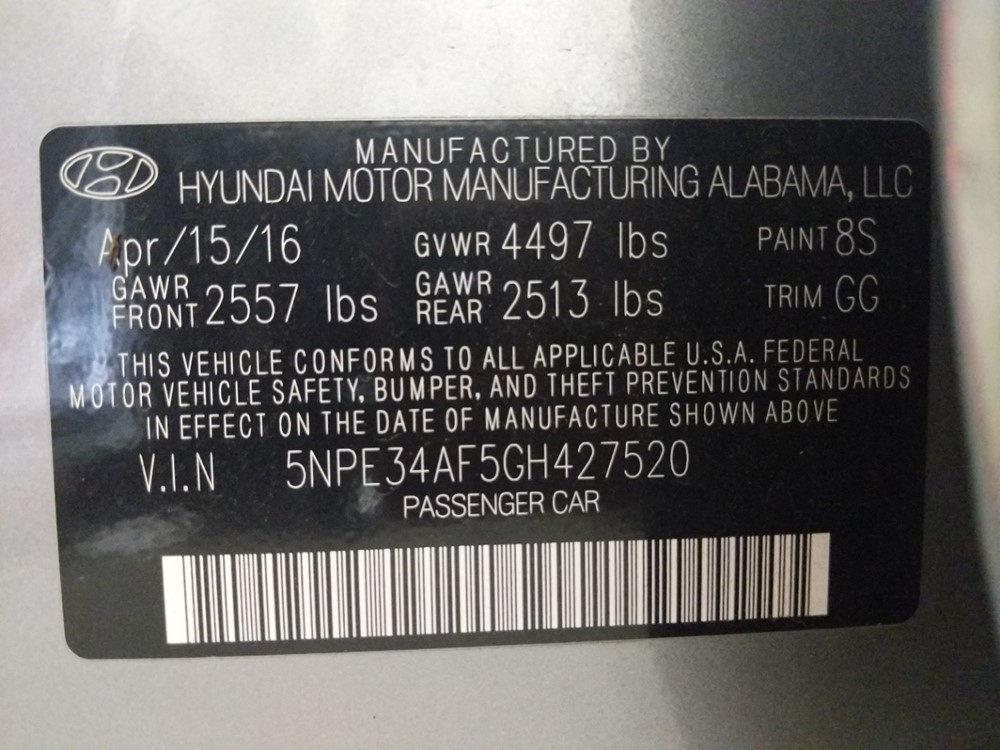 MANUFACTURED BY
HYUNDAI MOTOR MANUFACTURING ALABAMA, LLC
Apr/15/16 GVWR 4497 lbs PAINT 8S
GAWR FRONT 2557 lbs GAWR REAR 2513 lbs TRIM GG
THIS VEHICLE CONFORMS TO ALL APPLICABLE U.S.A. FEDERAL
MOTOR VEHICLE SAFETY, BUMPER, AND THEFT PREVENTION STANDARDS
IN EFFECT ON THE DATE OF MANUFACTURE SHOWN ABOVE
V.I.N 5NPE34AF5GH427520
PASSENGER CAR